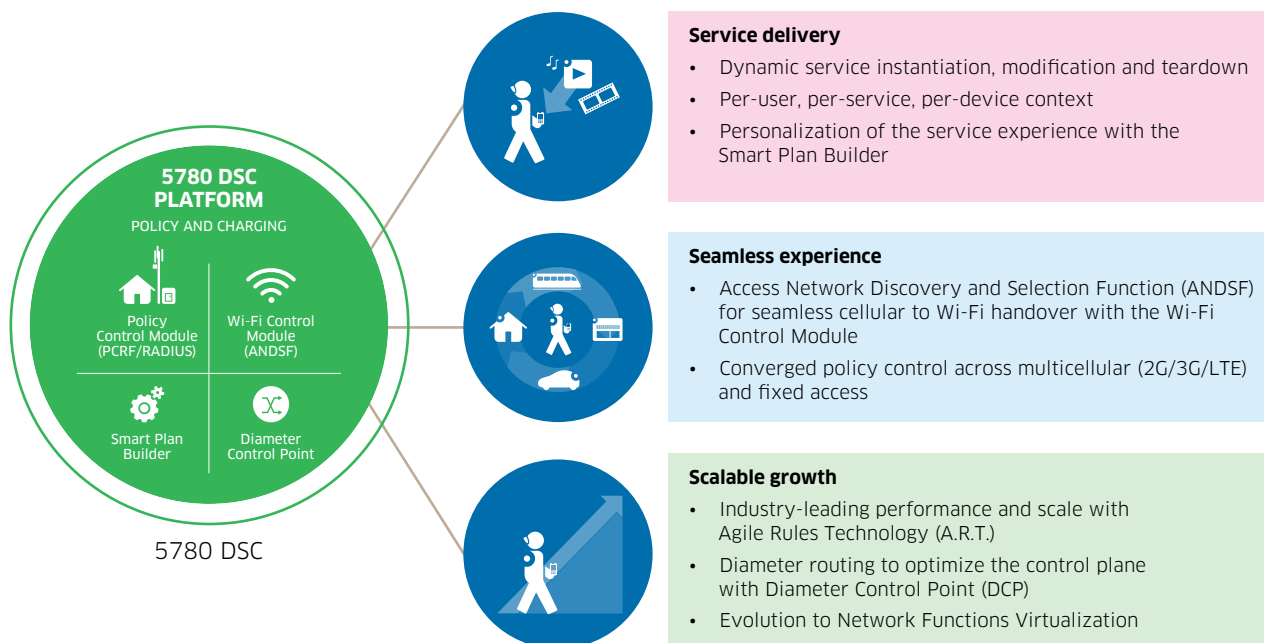 5780 DSC
PLATFORM
POLICY AND CHARGING
Policy
Control Module
(PCRF/RADIUS)
Wi-Fi Control
Module
(ANDSF)
Smart Plan
Builder
Diameter
Control Point
5780 DSC
Service delivery
• Dynamic service instantiation, modification and teardown
• Per-user, per-service, per-device context
• Personalization of the service experience with the
Smart Plan Builder
Seamless experience
• Access Network Discovery and Selection Function (ANDSF)
for seamless cellular to Wi-Fi handover with the Wi-Fi
Control Module
• Converged policy control across multicellular (2G/3G/LTE)
and fixed access
Scalable growth
• Industry-leading performance and scale with
Agile Rules Technology (A.R.T.)
• Diameter routing to optimize the control plane
with Diameter Control Point (DCP)
• Evolution to Network Functions Virtualization